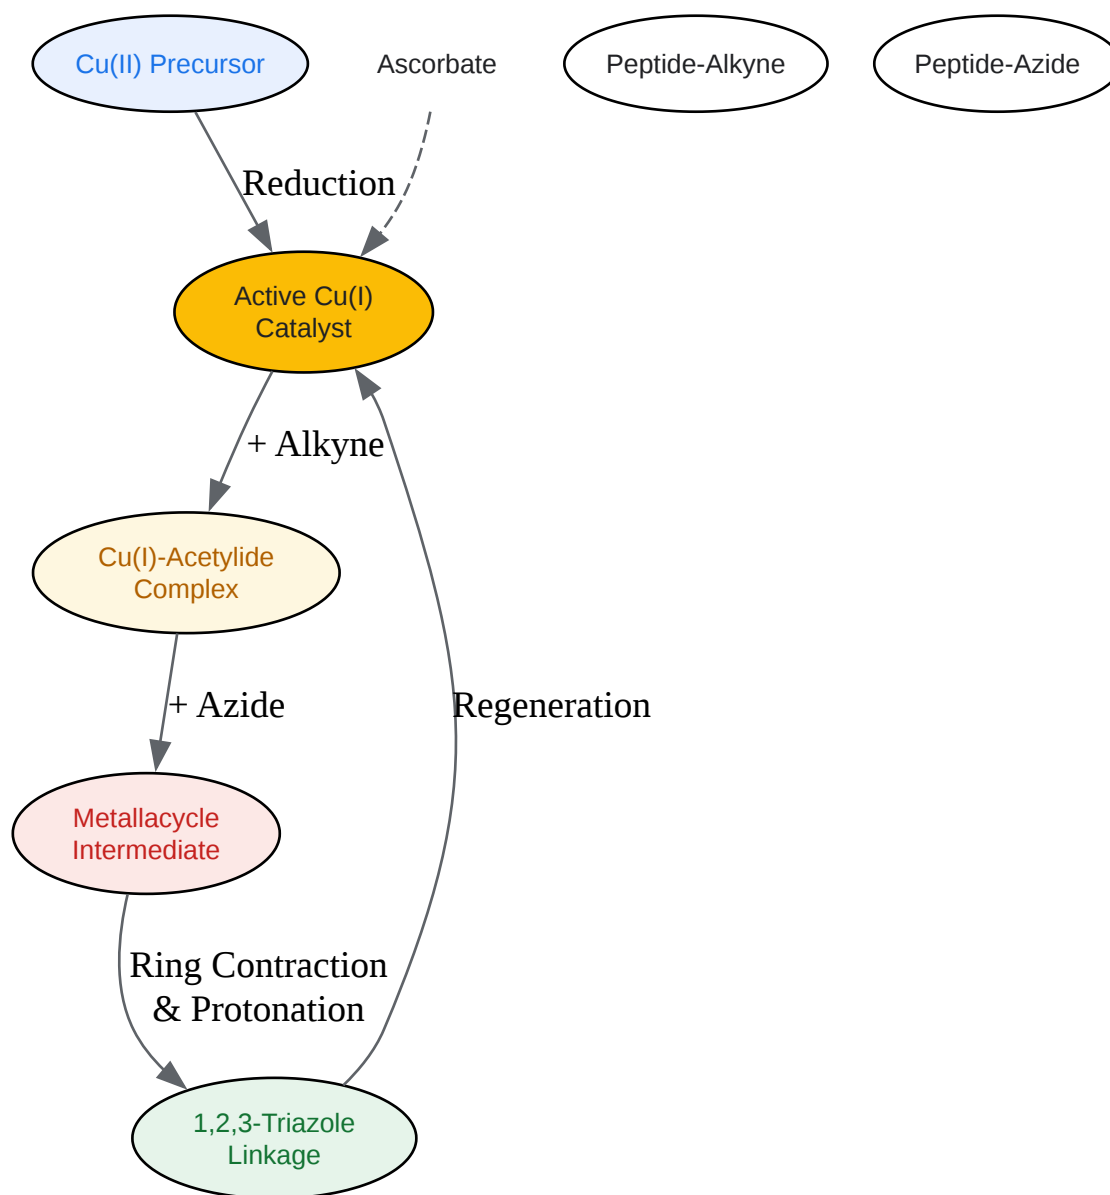 Cu(II) Precursor
Ascorbate
Peptide-Alkyne
Peptide-Azide
Reduction
Active Cu(I)
Catalyst
+ Alkyne
Cu(I)-Acetylide
Complex
+ Azide
Regeneration
Metallacycle
Intermediate
Ring Contraction
& Protonation
1,2,3-Triazole
Linkage